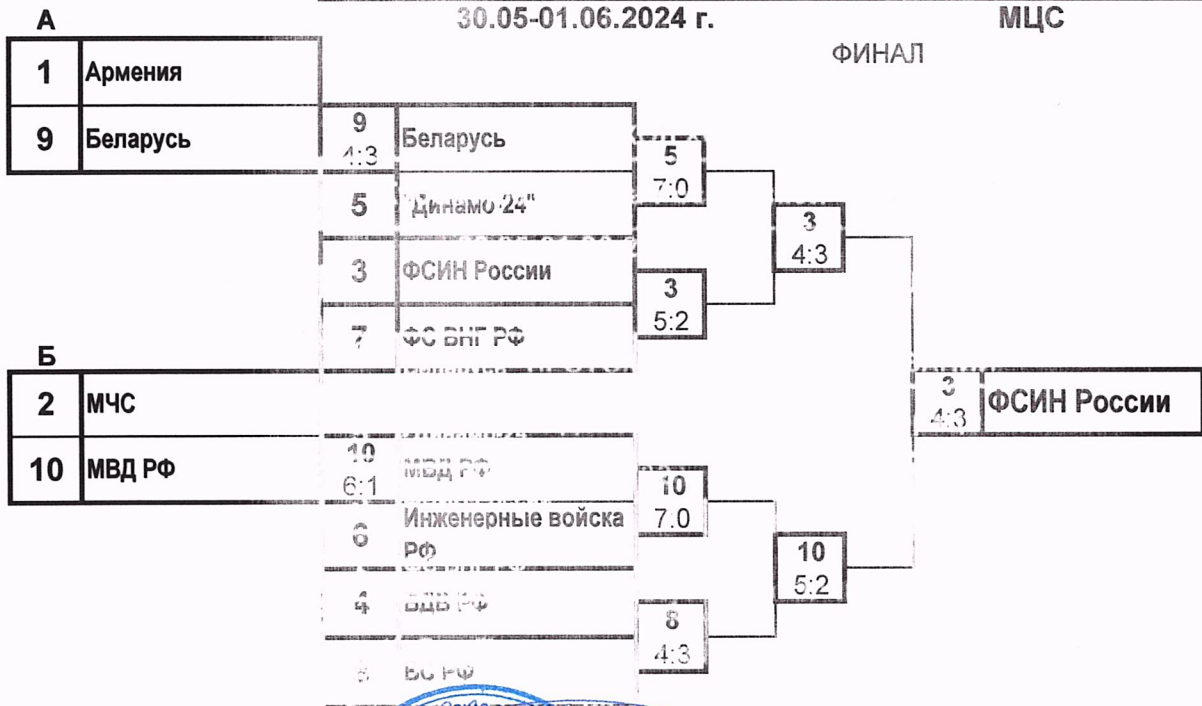 30.05-01.06.2024 г. МЦС
ФИНАЛ
А
1 Армения
9 Беларусь
9 Беларусь
4:3
5 "Динамо-24"
5
7:0
3 ФСИН России
3
5:2
7 ФС ВНГ РФ
3
4:3
Б
2 МЧС
10 МВД РФ
10 МВД РФ
6:1
6 Инженерные войска
РФ
10
7:0
4 ВДВ РФ
8
4:3
ВС РФ
10
5:2
3 ФСИН России
4:3